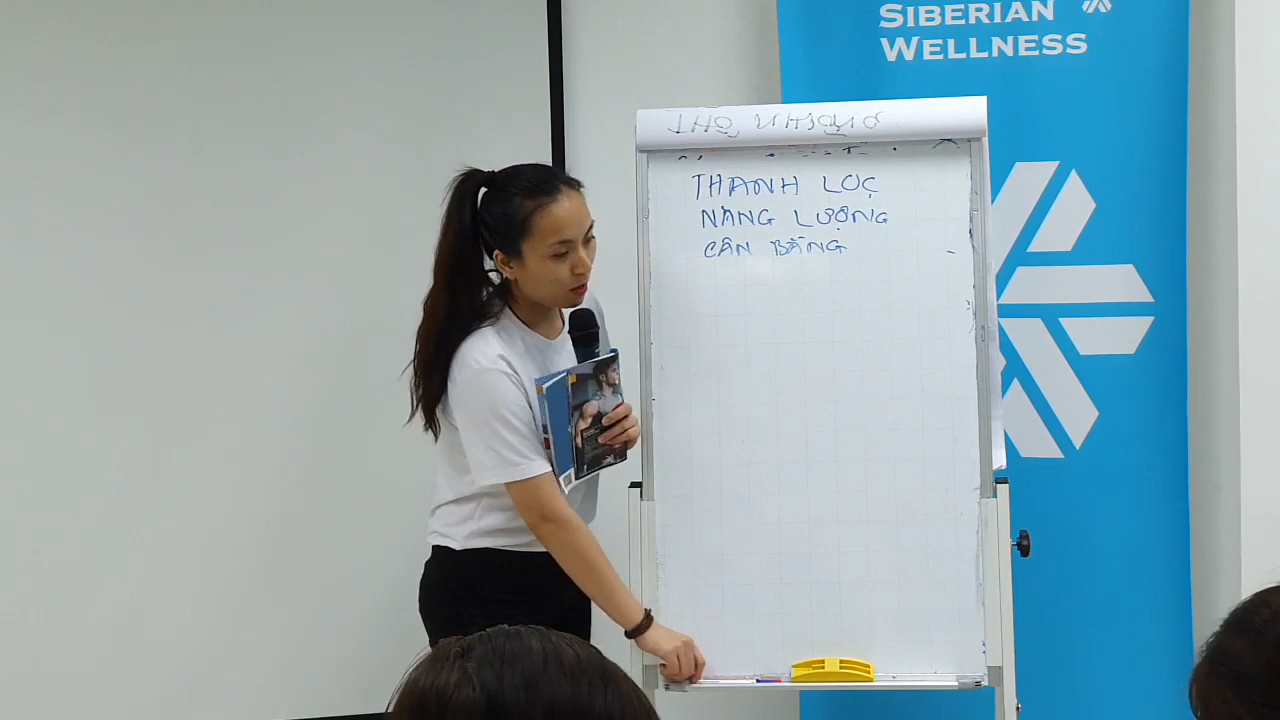 SIBERIAN
WELLNESS
THANH LỌC
NĂNG LƯỢNG
CÂN BẰNG